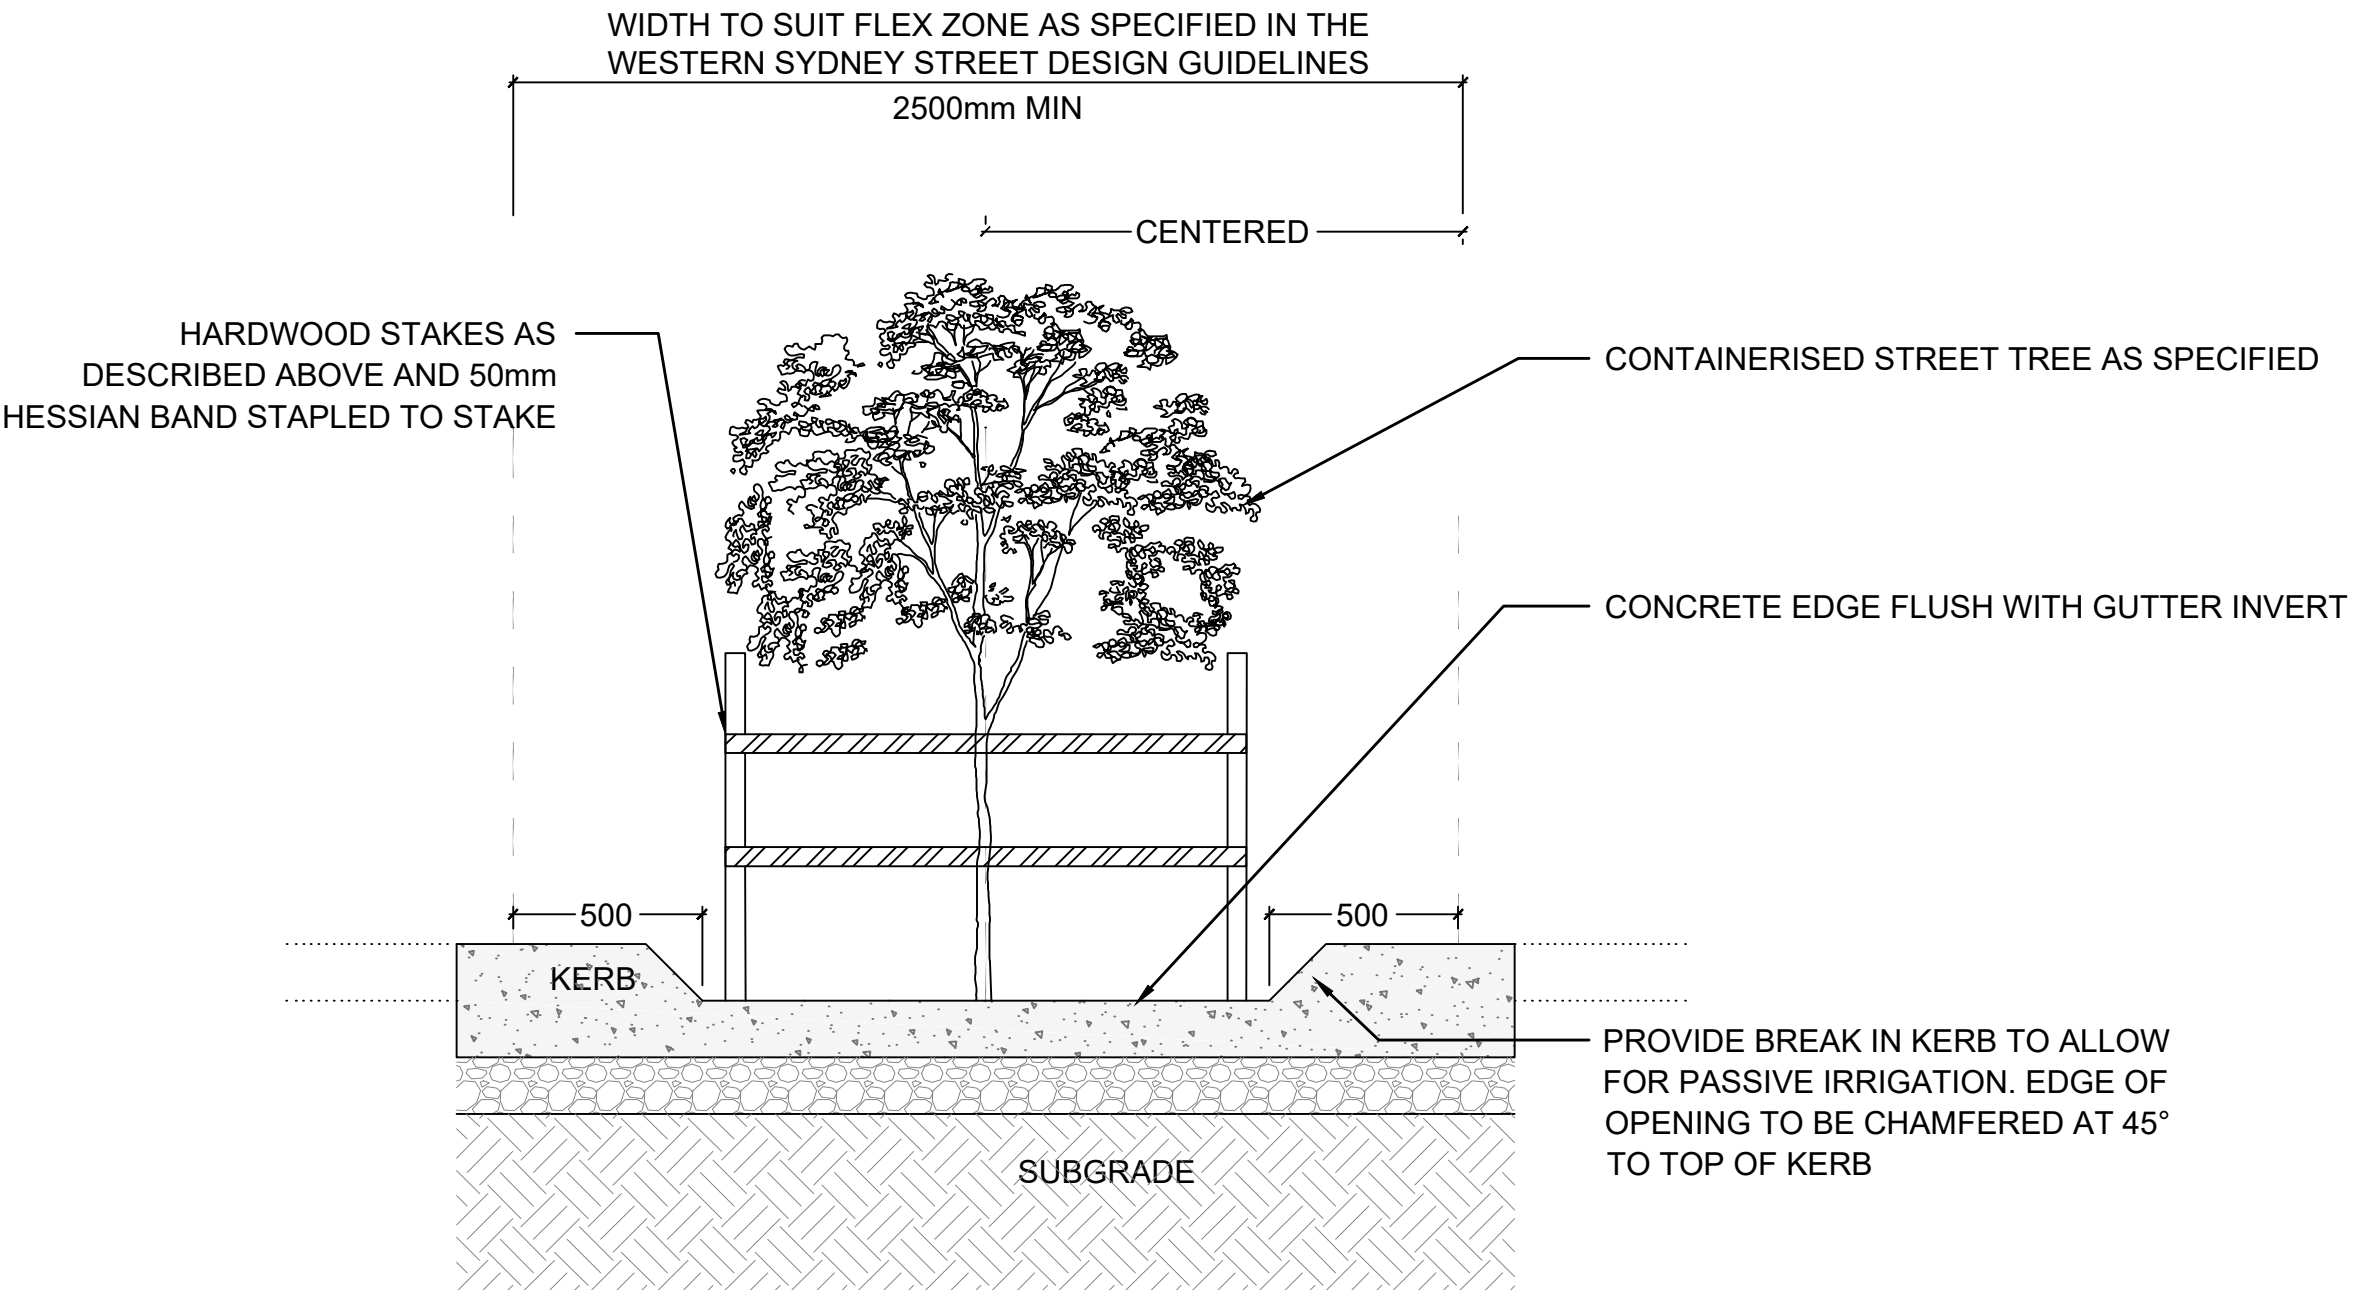 WIDTH TO SUIT FLEX ZONE AS SPECIFIED IN THE
WESTERN SYDNEY STREET DESIGN GUIDELINES
2500mm MIN
CENTERED
HARDWOOD STAKES AS
DESCRIBED ABOVE AND 50mm
HESSIAN BAND STAPLED TO STAKE
CONTAINERISED STREET TREE AS SPECIFIED
CONCRETE EDGE FLUSH WITH GUTTER INVERT
500
500
KERB
PROVIDE BREAK IN KERB TO ALLOW
FOR PASSIVE IRRIGATION. EDGE OF
OPENING TO BE CHAMFERED AT 45°
TO TOP OF KERB
SUBGRADE